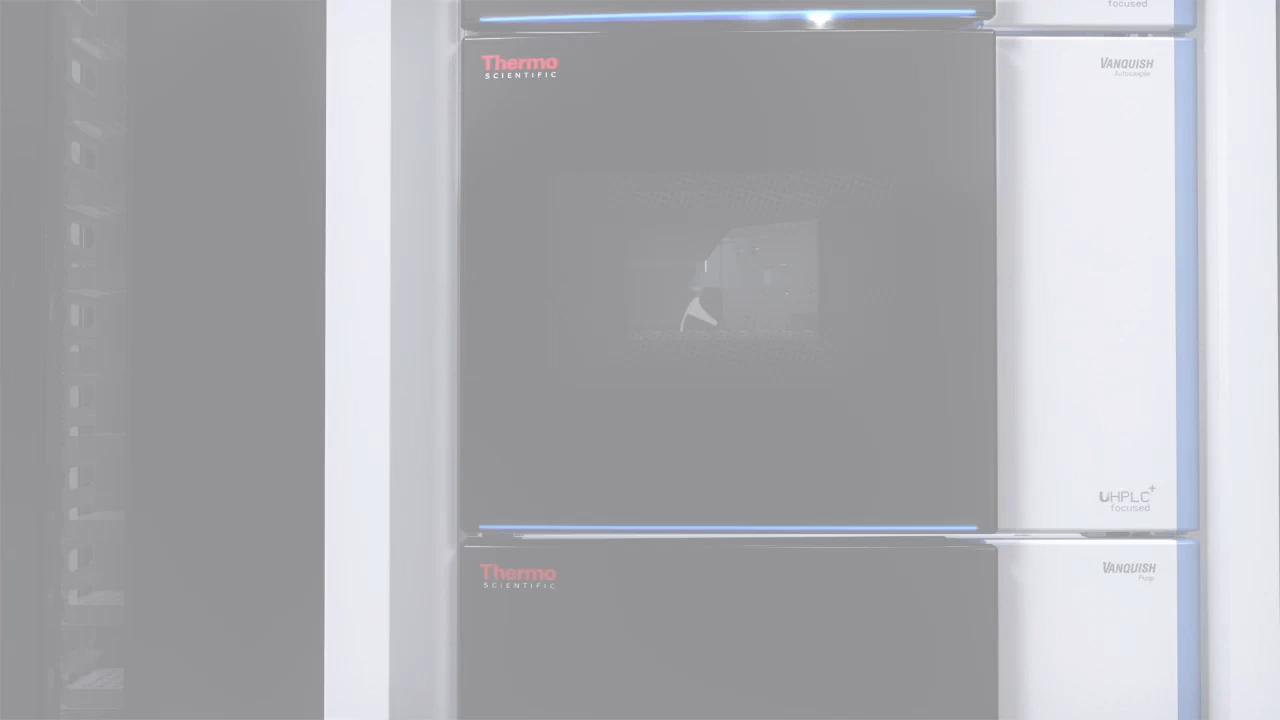 focused
Thermo
SCIENTIFIC
VANQUISH
Autosampler
UHPLC+
focused
Thermo
SCIENTIFIC
VANQUISH
Pump